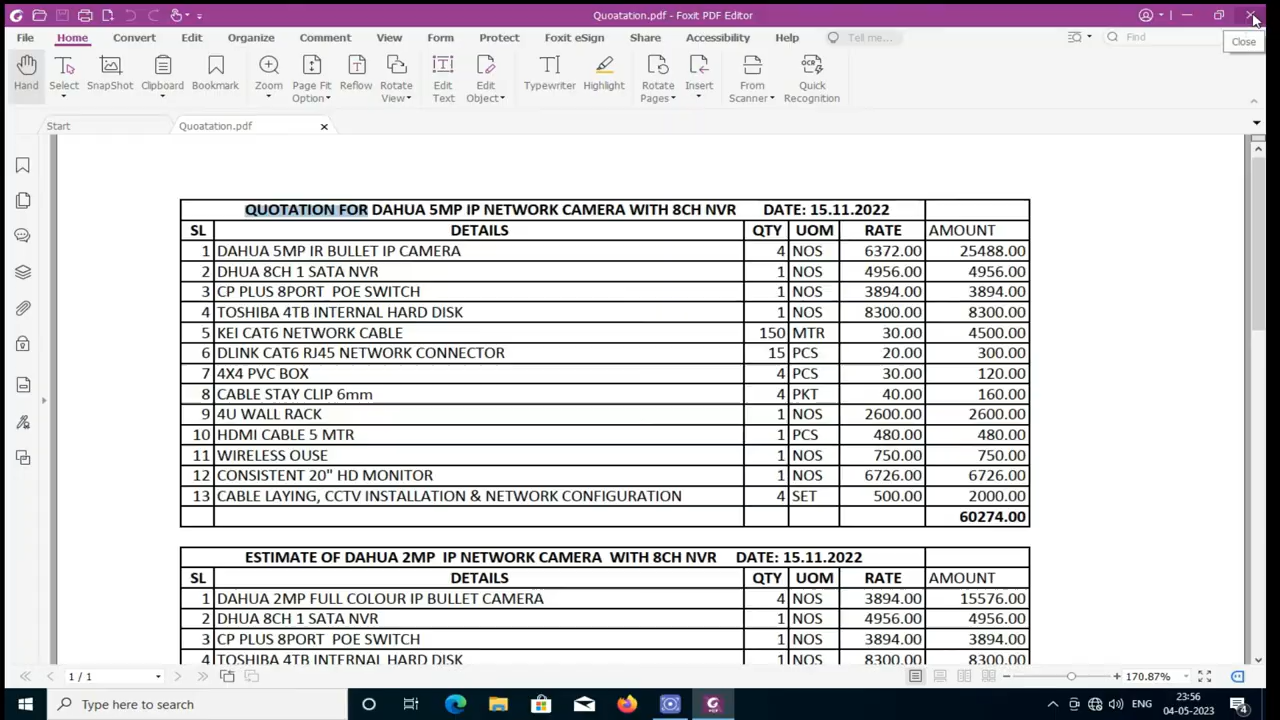 Quoatation.pdf - Foxit PDF Editor
File Home Convert Edit Organize Comment View Form Protect Foxit eSign Share Accessibility Help Tell me... Find
Close
Hand Select SnapShot Clipboard Bookmark Zoom Page Fit Option Reflow Rotate View Edit Text Edit Object Typewriter Highlight Rotate Pages Insert From Scanner Quick Recognition
Start Quoatation.pdf
QUOTATION FOR DAHUA 5MP IP NETWORK CAMERA WITH 8CH NVR DATE: 15.11.2022
SL DETAILS QTY UOM RATE AMOUNT
1 DAHUA 5MP IR BULLET IP CAMERA 4 NOS 6372.00 25488.00
2 DHUA 8CH 1 SATA NVR 1 NOS 4956.00 4956.00
3 CP PLUS 8PORT POE SWITCH 1 NOS 3894.00 3894.00
4 TOSHIBA 4TB INTERNAL HARD DISK 1 NOS 8300.00 8300.00
5 KEI CAT6 NETWORK CABLE 150 MTR 30.00 4500.00
6 DLINK CAT6 RJ45 NETWORK CONNECTOR 15 PCS 20.00 300.00
7 4X4 PVC BOX 4 PCS 30.00 120.00
8 CABLE STAY CLIP 6mm 4 PKT 40.00 160.00
9 4U WALL RACK 1 NOS 2600.00 2600.00
10 HDMI CABLE 5 MTR 1 PCS 480.00 480.00
11 WIRELESS OUSE 1 NOS 750.00 750.00
12 CONSISTENT 20" HD MONITOR 1 NOS 6726.00 6726.00
13 CABLE LAYING, CCTV INSTALLATION & NETWORK CONFIGURATION 4 SET 500.00 2000.00
60274.00
ESTIMATE OF DAHUA 2MP IP NETWORK CAMERA WITH 8CH NVR DATE: 15.11.2022
SL DETAILS QTY UOM RATE AMOUNT
1 DAHUA 2MP FULL COLOUR IP BULLET CAMERA 4 NOS 3894.00 15576.00
2 DHUA 8CH 1 SATA NVR 1 NOS 4956.00 4956.00
3 CP PLUS 8PORT POE SWITCH 1 NOS 3894.00 3894.00
4 TOSHIBA 4TB INTERNAL HARD DISK 1 NOS 8300.00 8300.00
1 / 1 170.87%
Type here to search ENG 23:56
04-05-2023 4